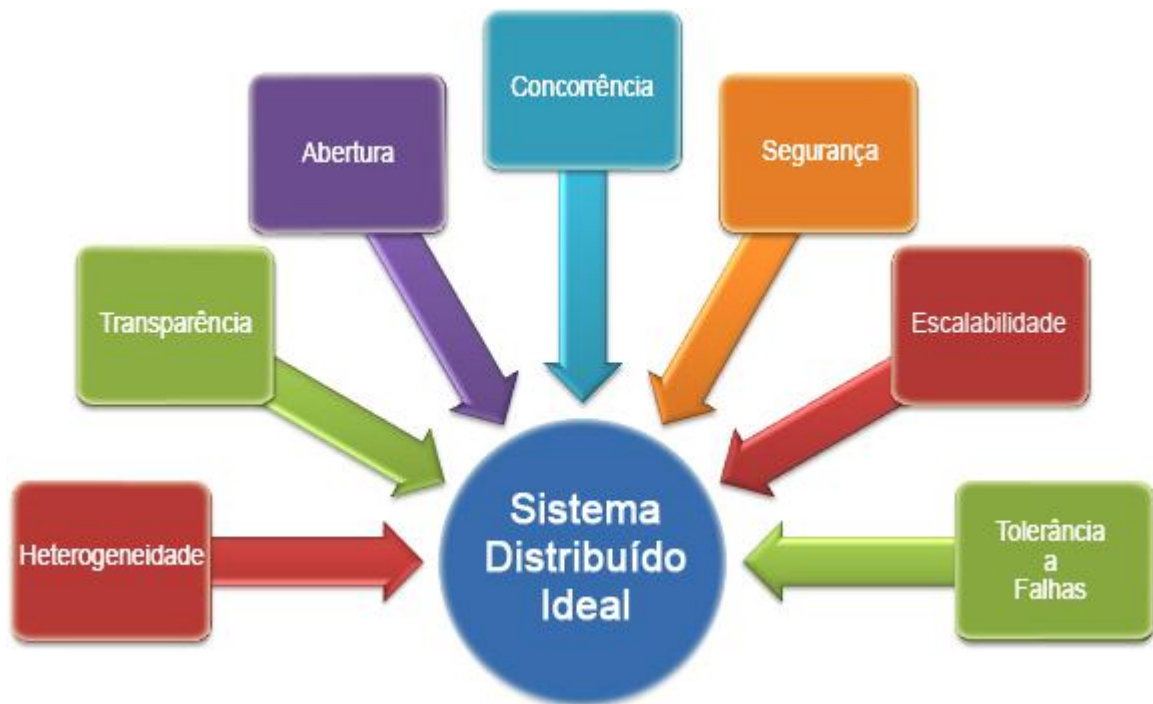 Concorrência
Abertura
Segurança
Transparência
Escalabilidade
Heterogeneidade
Sistema
Distribuído
Ideal
Tolerância
a
Falhas